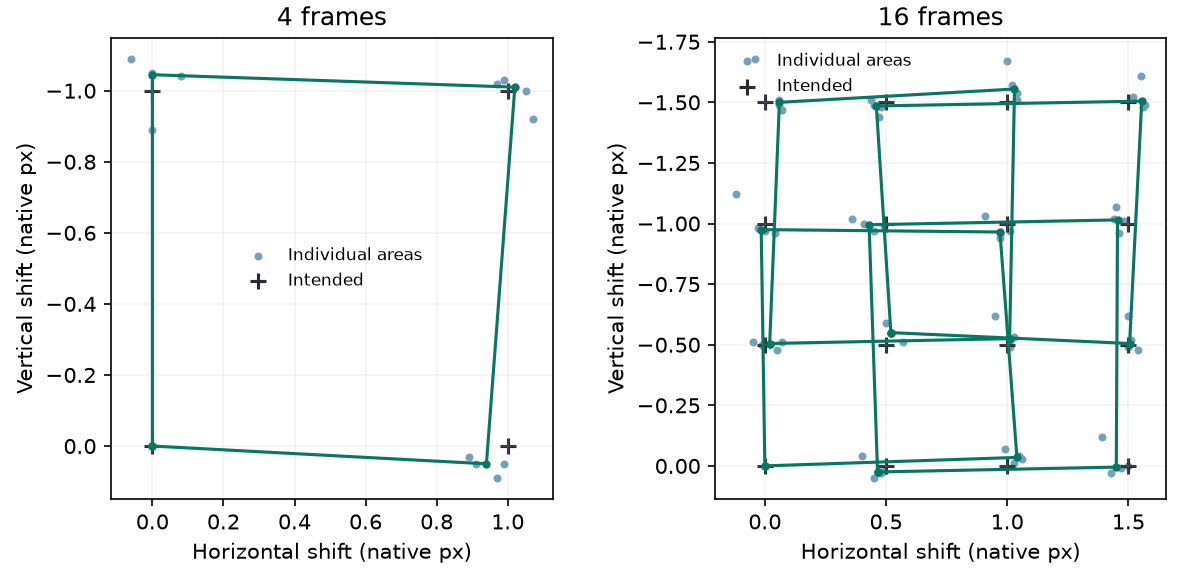 4 frames
Vertical shift (native px)
−1.0
−0.8
−0.6
−0.4
−0.2
0.0
Individual areas
Intended
0.0 0.2 0.4 0.6 0.8 1.0
Horizontal shift (native px)
16 frames
Vertical shift (native px)
−1.75
−1.50
−1.25
−1.00
−0.75
−0.50
−0.25
0.00
Individual areas
Intended
0.0 0.5 1.0 1.5
Horizontal shift (native px)